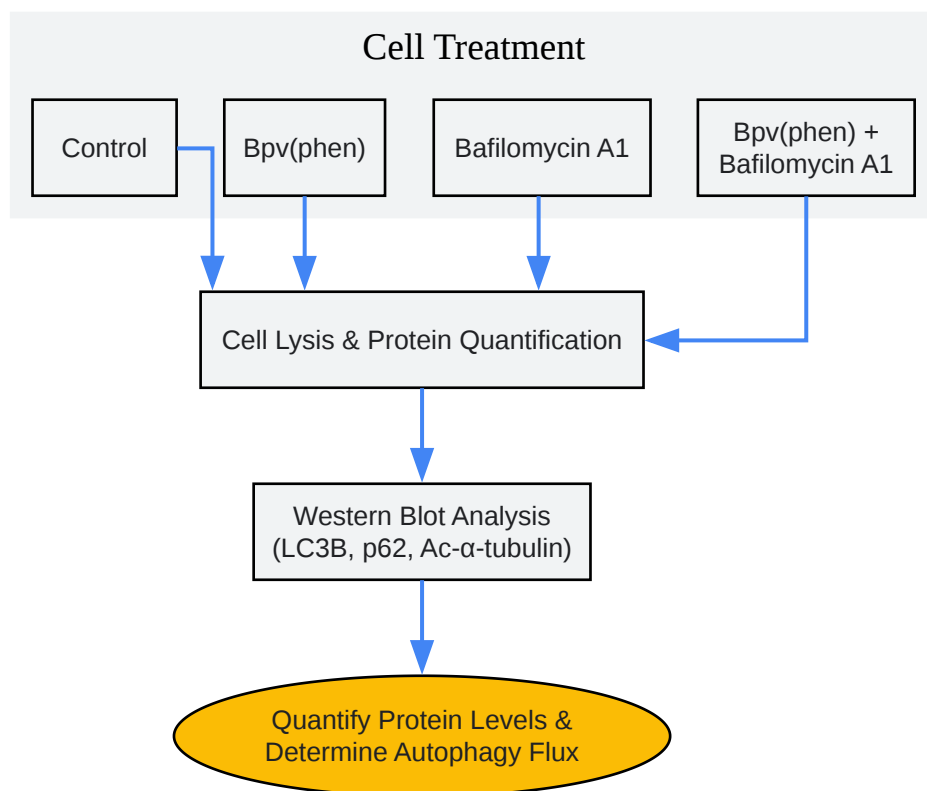 Cell Treatment
Control
Bpv(phen)
Bafilomycin A1
Bpv(phen) +
Bafilomycin A1
Cell Lysis & Protein Quantification
Western Blot Analysis
(LC3B, p62, Ac-α-tubulin)
Quantify Protein Levels &
Determine Autophagy Flux